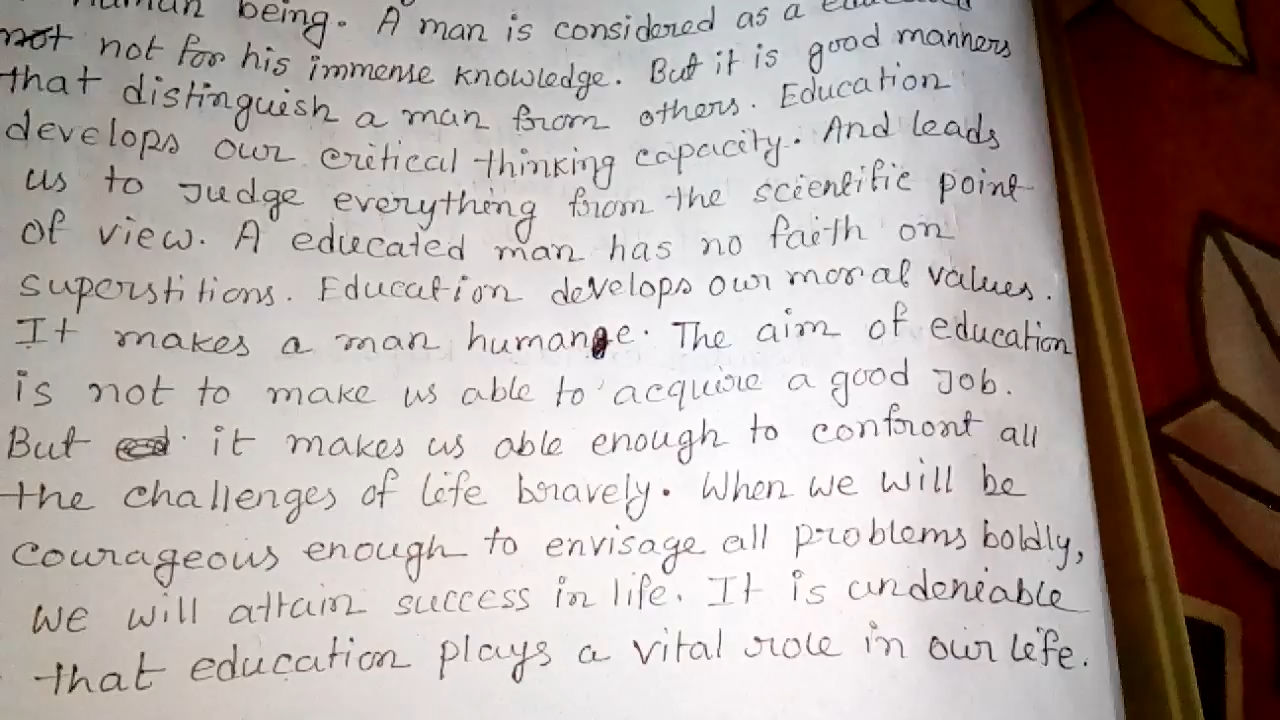 human being. A man is considered as a educated
not not for his immense knowledge. But it is good manners
that distinguish a man from others. Education
develops our critical thinking capacity. And leads
us to Judge everything from the scientific point
of view. A educated man has no faith on
superstitions. Education develops our moral values.
It makes a man humane. The aim of education
is not to make us able to acquire a good Job.
But it makes us able enough to confront all
the challenges of life bravely. When we will be
courageous enough to envisage all problems boldly,
we will attain success in life. It is undeniable
that education plays a vital role in our life.